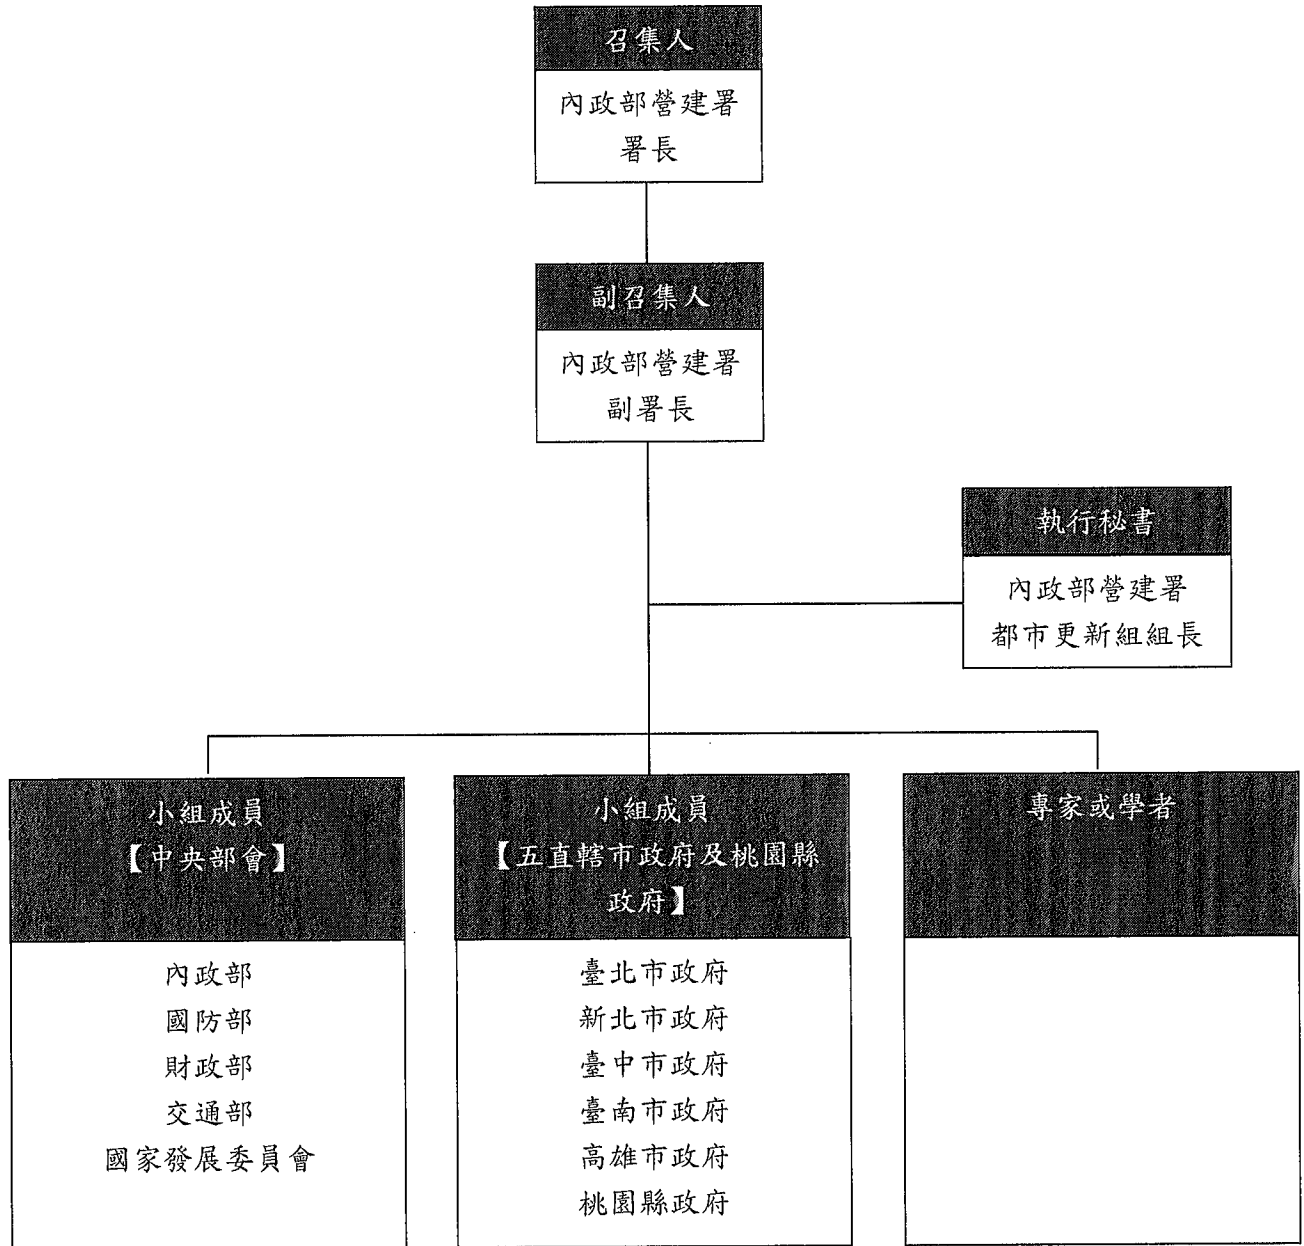 召集人
內政部營建署
署長
副召集人
內政部營建署
副署長
執行秘書
內政部營建署
都市更新組組長
小組成員
【中央部會】
內政部
國防部
財政部
交通部
國家發展委員會
小組成員
【五直轄市政府及桃園縣
政府】
臺北市政府
新北市政府
臺中市政府
臺南市政府
高雄市政府
桃園縣政府
專家或學者